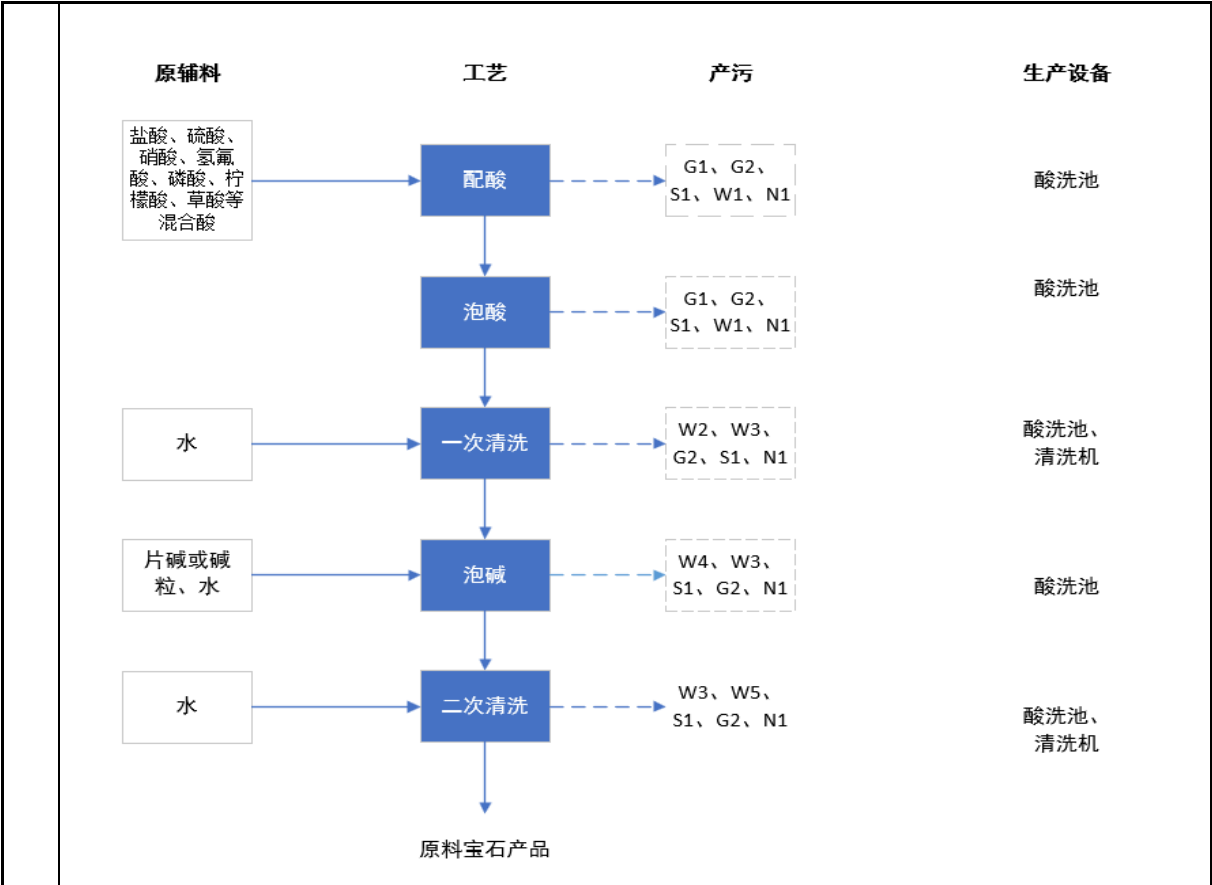 原辅料
工艺
产污
生产设备
盐酸、硫酸、
硝酸、氢氟
酸、磷酸、柠
檬酸、草酸等
混合酸
配酸
G1、G2、
S1、W1、N1
酸洗池
泡酸
G1、G2、
S1、W1、N1
酸洗池
水
一次清洗
W2、W3、
G2、S1、N1
酸洗池、
清洗机
片碱或碱
粒、水
泡碱
W4、W3、
S1、G2、N1
酸洗池
水
二次清洗
W3、W5、
S1、G2、N1
酸洗池、
清洗机
原料宝石产品